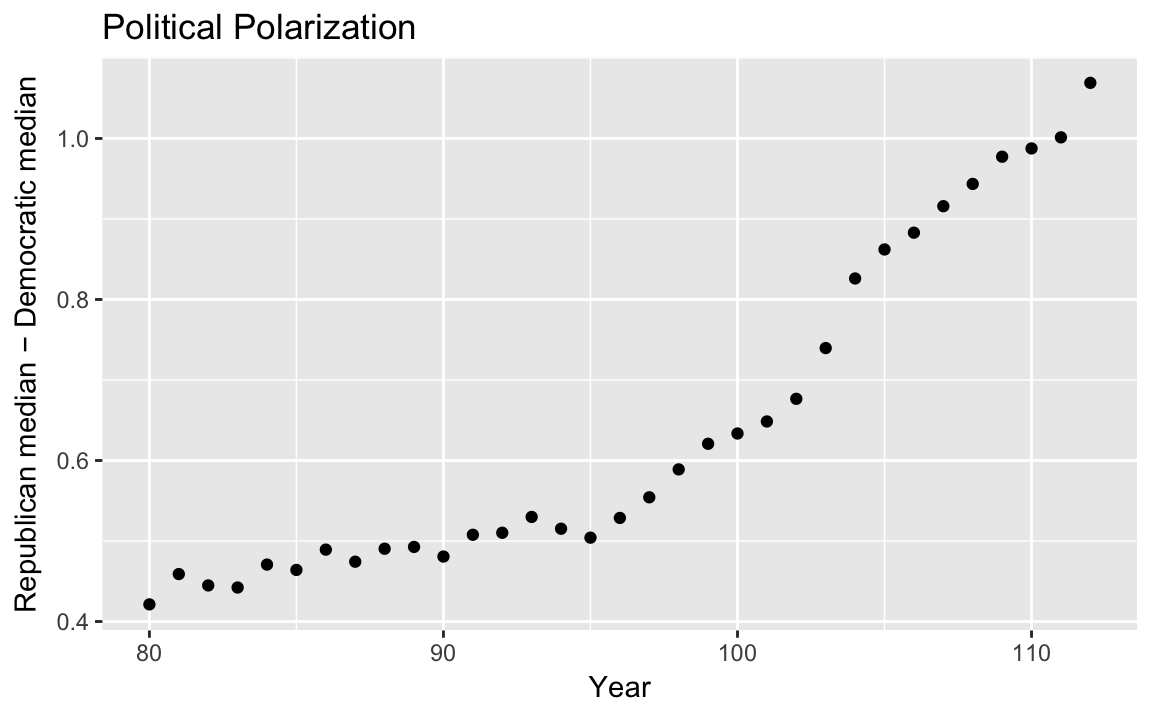 Political Polarization
Republican median − Democratic median
1.0
0.8
0.6
0.4
80 90 100 110
Year